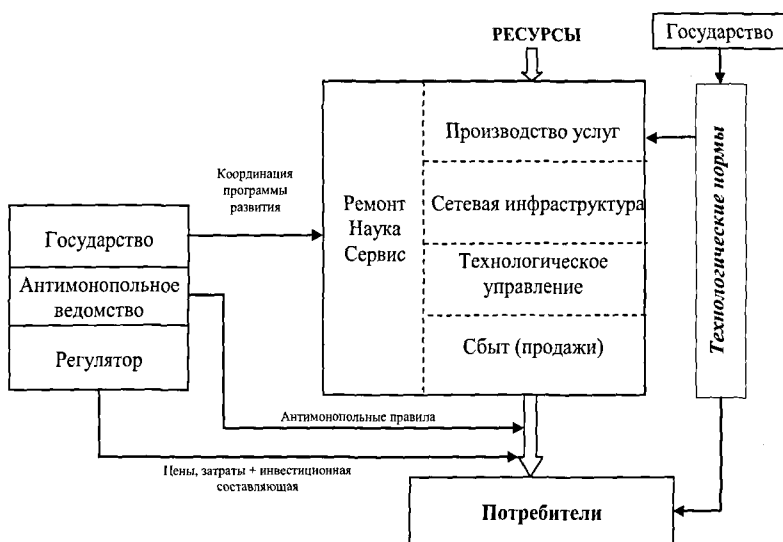 РЕСУРСЫ
Государство
Производство услуг
Координация
программы
развития
Ремонт
Наука
Сервис
Сетевая инфраструктура
Технологические нормы
Государство
Технологическое
управление
Антимонопольное
ведомство
Регулятор
Сбыт (продажи)
Антимонопольные правила
Цены, затраты + инвестиционная
составляющая
Потребители